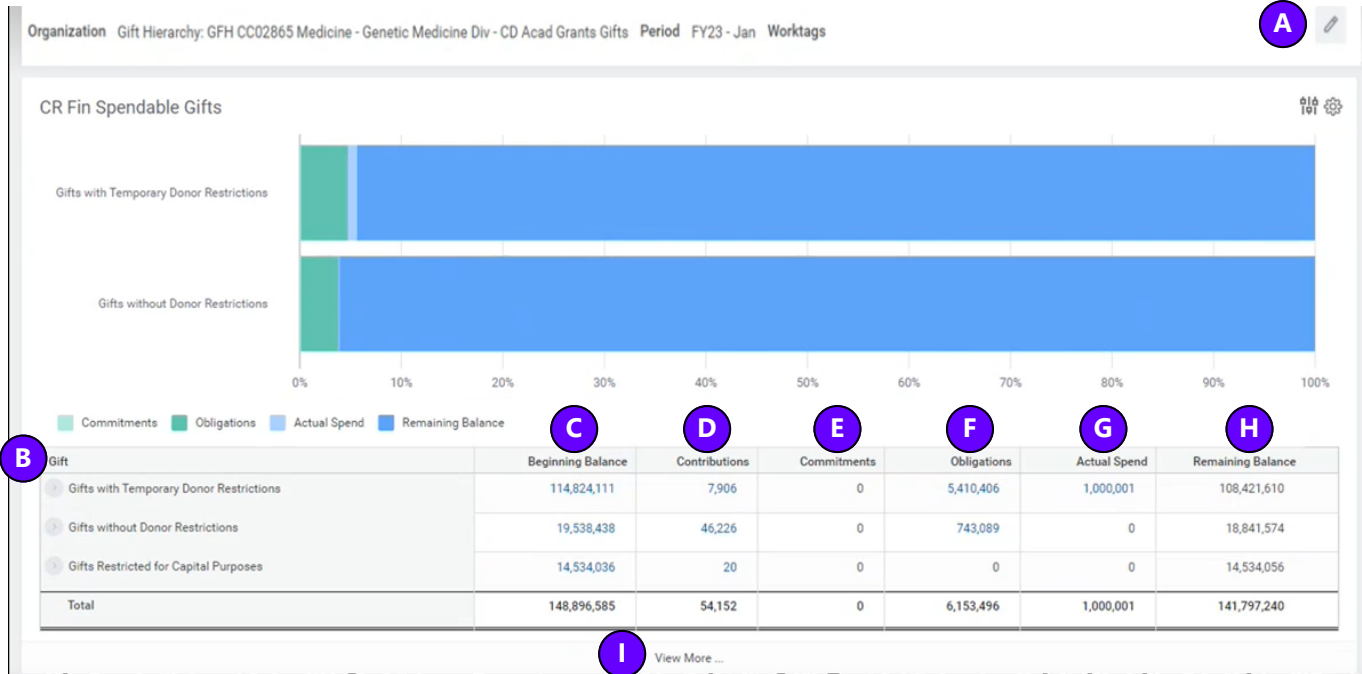 A
Organization Gift Hierarchy: GFH CC02865 Medicine - Genetic Medicine Div - CD Acad Grants Gifts Period FY23 - Jan Worktags
CR Fin Spendable Gifts
Gifts with Temporary Donor Restrictions
Gifts without Donor Restrictions
0% 10% 20% 30% 40% 50% 60% 70% 80% 90% 100%
Commitments Obligations Actual Spend Remaining Balance
C D E F G H
B Gift Beginning Balance Contributions Commitments Obligations Actual Spend Remaining Balance
Gifts with Temporary Donor Restrictions 114,824,111 7,906 0 5,410,406 1,000,001 108,421,610
Gifts without Donor Restrictions 19,538,438 46,226 0 743,089 0 18,841,574
Gifts Restricted for Capital Purposes 14,534,036 20 0 0 0 14,534,056
Total 148,896,585 54,152 0 6,153,496 1,000,001 141,797,240
I View More ...